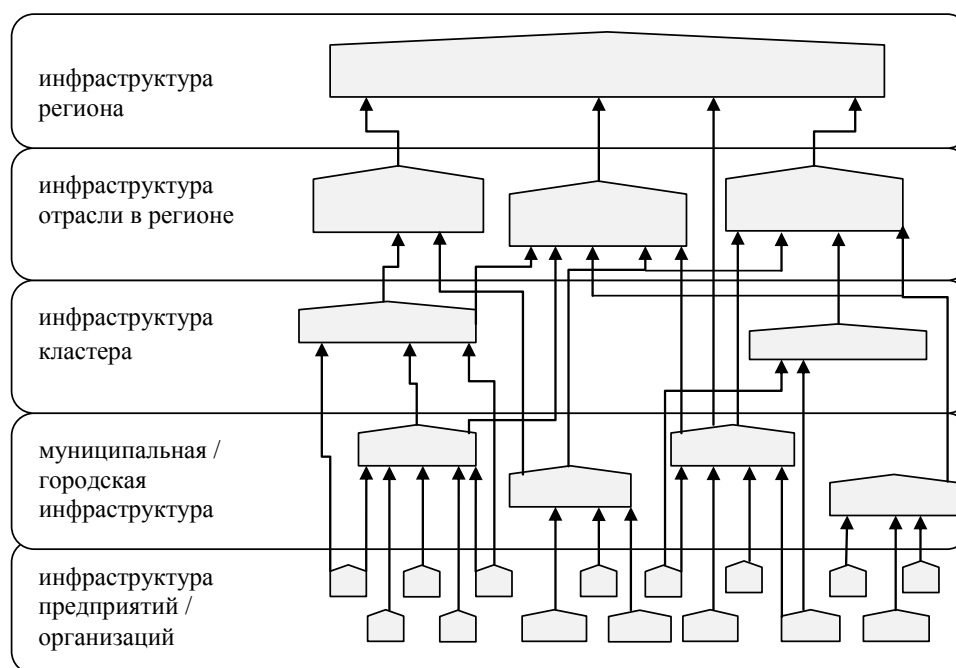 инфраструктура
региона
инфраструктура
отрасли в регионе
инфраструктура
кластера
муниципальная /
городская
инфраструктура
инфраструктура
предприятий /
организаций